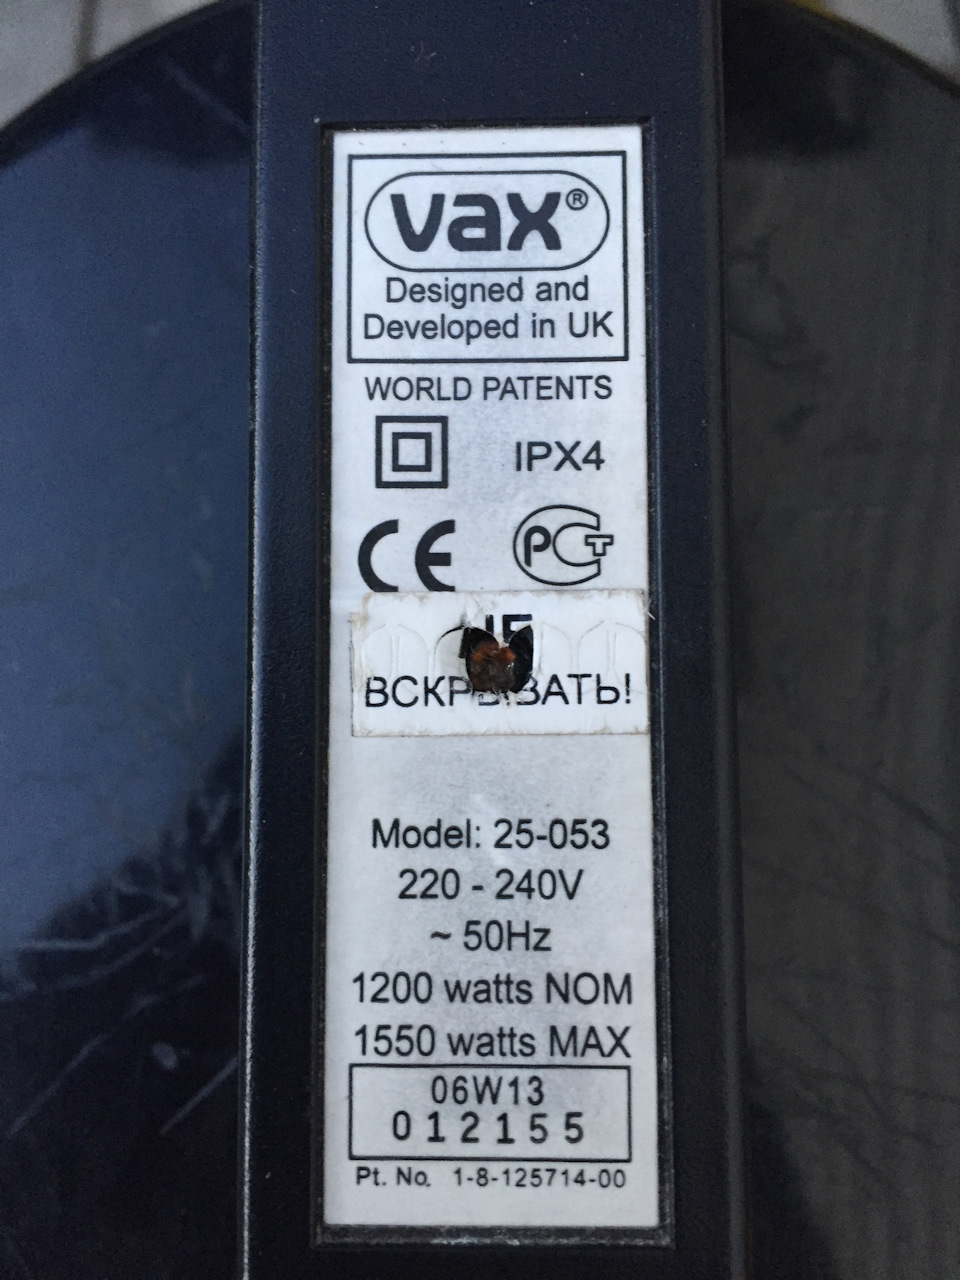 vax®
Designed and
Developed in UK
WORLD PATENTS
IPX4
CE PCT
ВСКРЫВАТЬ!
Model: 25-053
220 - 240V
~ 50Hz
1200 watts NOM
1550 watts MAX
06W13
012155
Pt. No. 1-8-125714-00